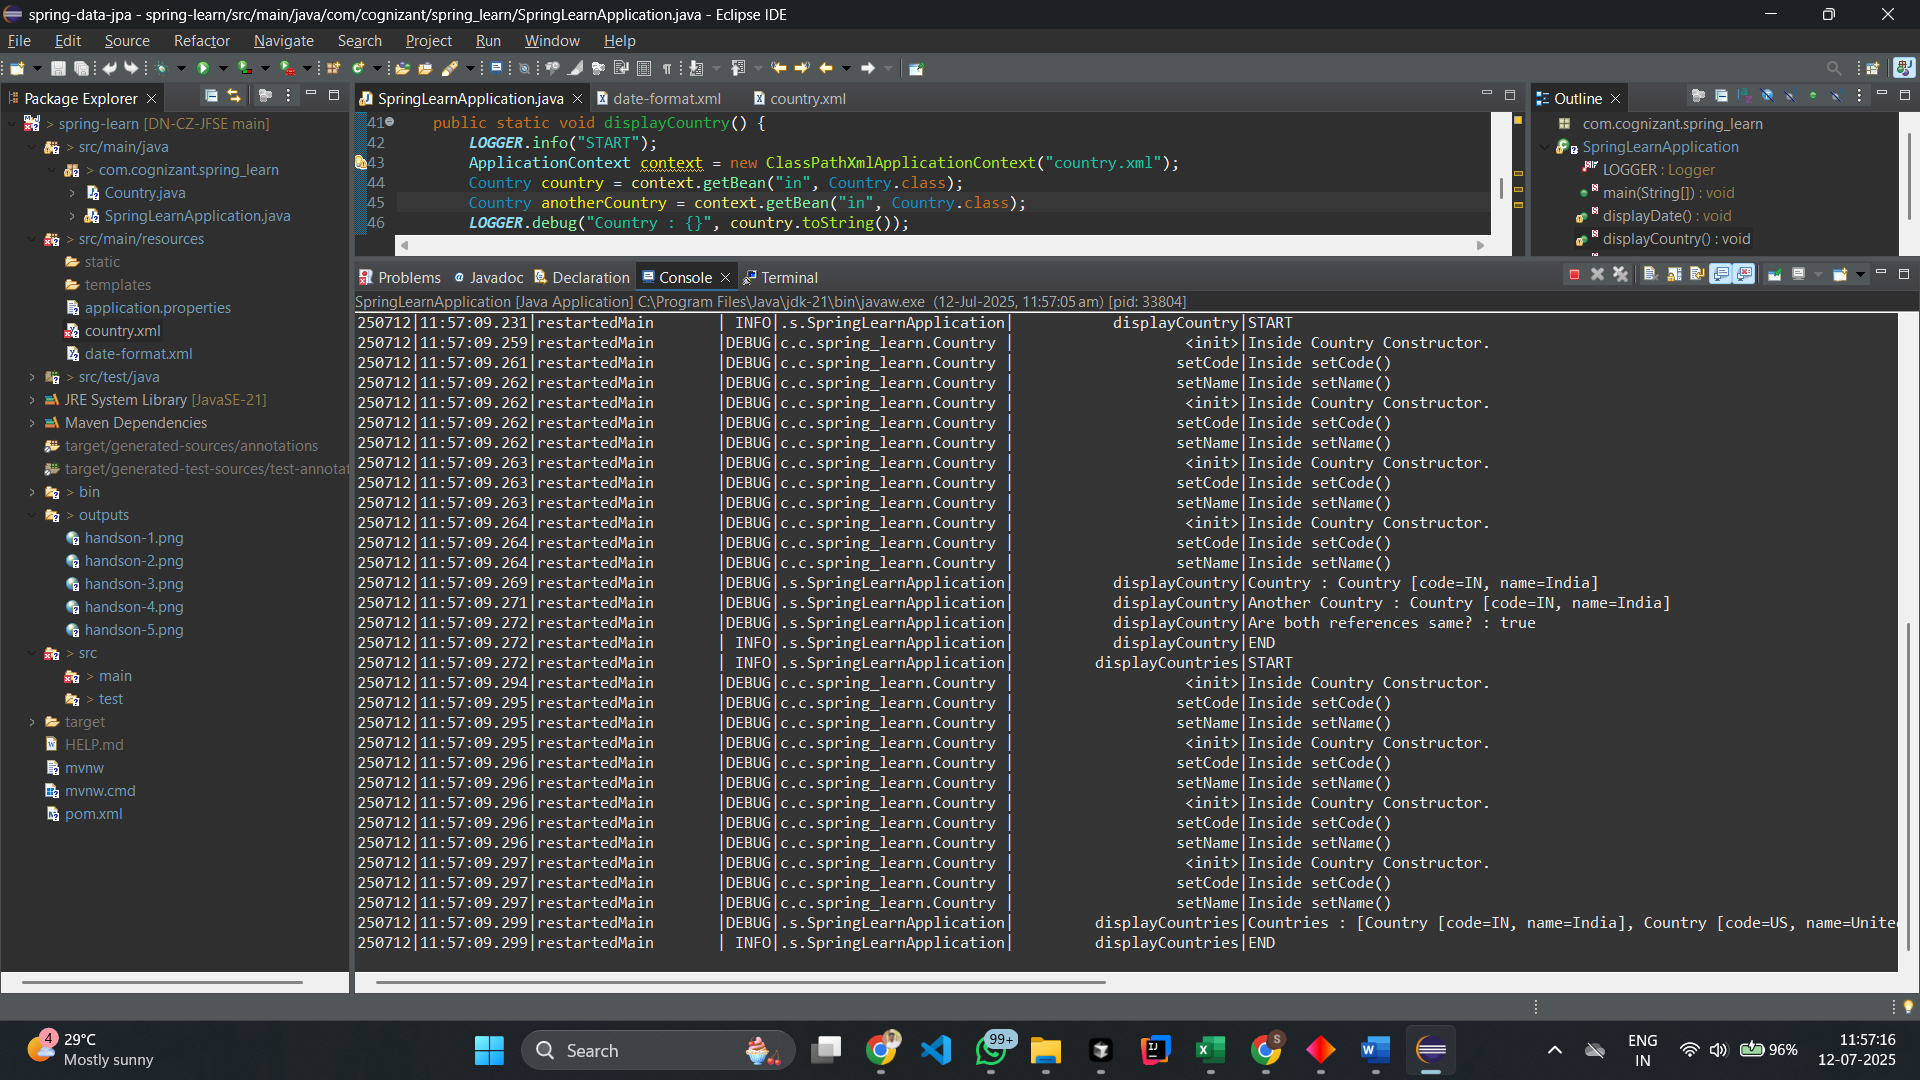 spring-data-jpa - spring-learn/src/main/java/com/cognizant/spring_learn/SpringLearnApplication.java - Eclipse IDE
File Edit Source Refactor Navigate Search Project Run Window Help
Package Explorer
> spring-learn [DN-CZ-JFSE main]
> src/main/java
> com.cognizant.spring_learn
Country.java
> SpringLearnApplication.java
> src/main/resources
static
templates
application.properties
country.xml
date-format.xml
> src/test/java
JRE System Library [JavaSE-21]
Maven Dependencies
target/generated-sources/annotations
target/generated-test-sources/test-annotat
> bin
> outputs
handson-1.png
handson-2.png
handson-3.png
handson-4.png
handson-5.png
> src
> main
> test
target
HELP.md
mvnw
mvnw.cmd
pom.xml
SpringLearnApplication.java date-format.xml country.xml
41 public static void displayCountry() {
42 LOGGER.info("START");
43 ApplicationContext context = new ClassPathXmlApplicationContext("country.xml");
44 Country country = context.getBean("in", Country.class);
45 Country anotherCountry = context.getBean("in", Country.class);
46 LOGGER.debug("Country : {}", country.toString());
Outline
com.cognizant.spring_learn
SpringLearnApplication
LOGGER : Logger
main(String[]) : void
displayDate() : void
displayCountry() : void
Problems Javadoc Declaration Console Terminal
SpringLearnApplication [Java Application] C:\Program Files\Java\jdk-21\bin\javaw.exe (12-Jul-2025, 11:57:05 am) [pid: 33804]
250712|11:57:09.231|restartedMain | INFO|.s.SpringLearnApplication| displayCountry|START
250712|11:57:09.259|restartedMain |DEBUG|c.c.spring_learn.Country | <init>|Inside Country Constructor.
250712|11:57:09.261|restartedMain |DEBUG|c.c.spring_learn.Country | setCode|Inside setCode()
250712|11:57:09.262|restartedMain |DEBUG|c.c.spring_learn.Country | setName|Inside setName()
250712|11:57:09.262|restartedMain |DEBUG|c.c.spring_learn.Country | <init>|Inside Country Constructor.
250712|11:57:09.262|restartedMain |DEBUG|c.c.spring_learn.Country | setCode|Inside setCode()
250712|11:57:09.262|restartedMain |DEBUG|c.c.spring_learn.Country | setName|Inside setName()
250712|11:57:09.263|restartedMain |DEBUG|c.c.spring_learn.Country | <init>|Inside Country Constructor.
250712|11:57:09.263|restartedMain |DEBUG|c.c.spring_learn.Country | setCode|Inside setCode()
250712|11:57:09.263|restartedMain |DEBUG|c.c.spring_learn.Country | setName|Inside setName()
250712|11:57:09.264|restartedMain |DEBUG|c.c.spring_learn.Country | <init>|Inside Country Constructor.
250712|11:57:09.264|restartedMain |DEBUG|c.c.spring_learn.Country | setCode|Inside setCode()
250712|11:57:09.264|restartedMain |DEBUG|c.c.spring_learn.Country | setName|Inside setName()
250712|11:57:09.269|restartedMain |DEBUG|.s.SpringLearnApplication| displayCountry|Country : Country [code=IN, name=India]
250712|11:57:09.271|restartedMain |DEBUG|.s.SpringLearnApplication| displayCountry|Another Country : Country [code=IN, name=India]
250712|11:57:09.272|restartedMain |DEBUG|.s.SpringLearnApplication| displayCountry|Are both references same? : true
250712|11:57:09.272|restartedMain | INFO|.s.SpringLearnApplication| displayCountry|END
250712|11:57:09.272|restartedMain | INFO|.s.SpringLearnApplication| displayCountries|START
250712|11:57:09.294|restartedMain |DEBUG|c.c.spring_learn.Country | <init>|Inside Country Constructor.
250712|11:57:09.295|restartedMain |DEBUG|c.c.spring_learn.Country | setCode|Inside setCode()
250712|11:57:09.295|restartedMain |DEBUG|c.c.spring_learn.Country | setName|Inside setName()
250712|11:57:09.295|restartedMain |DEBUG|c.c.spring_learn.Country | <init>|Inside Country Constructor.
250712|11:57:09.296|restartedMain |DEBUG|c.c.spring_learn.Country | setCode|Inside setCode()
250712|11:57:09.296|restartedMain |DEBUG|c.c.spring_learn.Country | setName|Inside setName()
250712|11:57:09.296|restartedMain |DEBUG|c.c.spring_learn.Country | <init>|Inside Country Constructor.
250712|11:57:09.296|restartedMain |DEBUG|c.c.spring_learn.Country | setCode|Inside setCode()
250712|11:57:09.296|restartedMain |DEBUG|c.c.spring_learn.Country | setName|Inside setName()
250712|11:57:09.297|restartedMain |DEBUG|c.c.spring_learn.Country | <init>|Inside Country Constructor.
250712|11:57:09.297|restartedMain |DEBUG|c.c.spring_learn.Country | setCode|Inside setCode()
250712|11:57:09.297|restartedMain |DEBUG|c.c.spring_learn.Country | setName|Inside setName()
250712|11:57:09.299|restartedMain |DEBUG|.s.SpringLearnApplication| displayCountries|Countries : [Country [code=IN, name=India], Country [code=US, name=Unite
250712|11:57:09.299|restartedMain | INFO|.s.SpringLearnApplication| displayCountries|END
4
29°C
Mostly sunny
Search
99+
ENG
IN
96%
11:57:16
12-07-2025